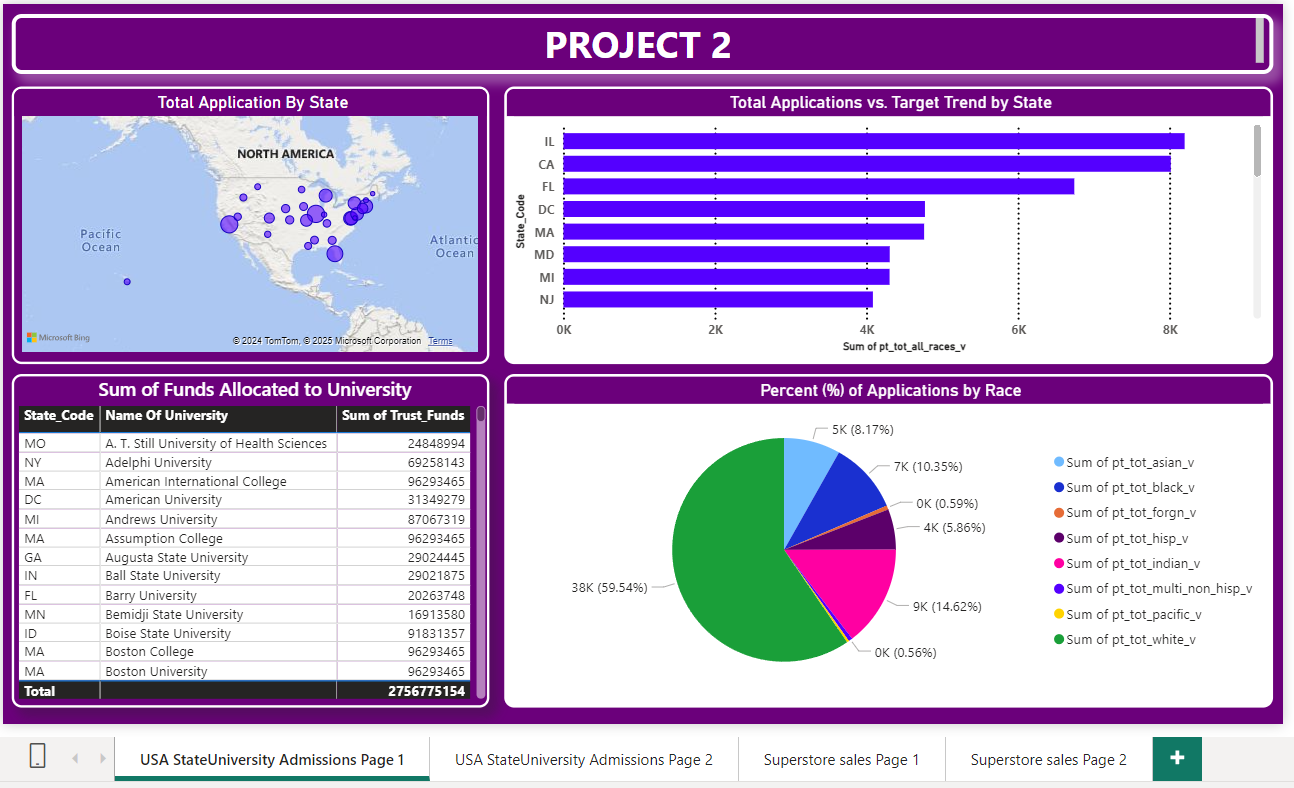 PROJECT 2
Total Application By State
NORTH AMERICA
Pacific
Ocean
Atlantic
Ocean
Microsoft Bing
© 2024 TomTom, © 2025 Microsoft Corporation Terms
Total Applications vs. Target Trend by State
State_Code
IL
CA
FL
DC
MA
MD
MI
NJ
0K 2K 4K 6K 8K
Sum of pt_tot_all_races_v
Sum of Funds Allocated to University
State_Code Name Of University Sum of Trust_Funds
MO A. T. Still University of Health Sciences 24848994
NY Adelphi University 69258143
MA American International College 96293465
DC American University 31349279
MI Andrews University 87067319
MA Assumption College 96293465
GA Augusta State University 29024445
IN Ball State University 29021875
FL Barry University 20263748
MN Bemidji State University 16913580
ID Boise State University 91831357
MA Boston College 96293465
MA Boston University 96293465
Total 2756775154
Percent (%) of Applications by Race
5K (8.17%)
7K (10.35%)
0K (0.59%)
4K (5.86%)
9K (14.62%)
0K (0.56%)
38K (59.54%)
Sum of pt_tot_asian_v
Sum of pt_tot_black_v
Sum of pt_tot_forgn_v
Sum of pt_tot_hisp_v
Sum of pt_tot_indian_v
Sum of pt_tot_multi_non_hisp_v
Sum of pt_tot_pacific_v
Sum of pt_tot_white_v
USA StateUniversity Admissions Page 1 USA StateUniversity Admissions Page 2 Superstore sales Page 1 Superstore sales Page 2 +